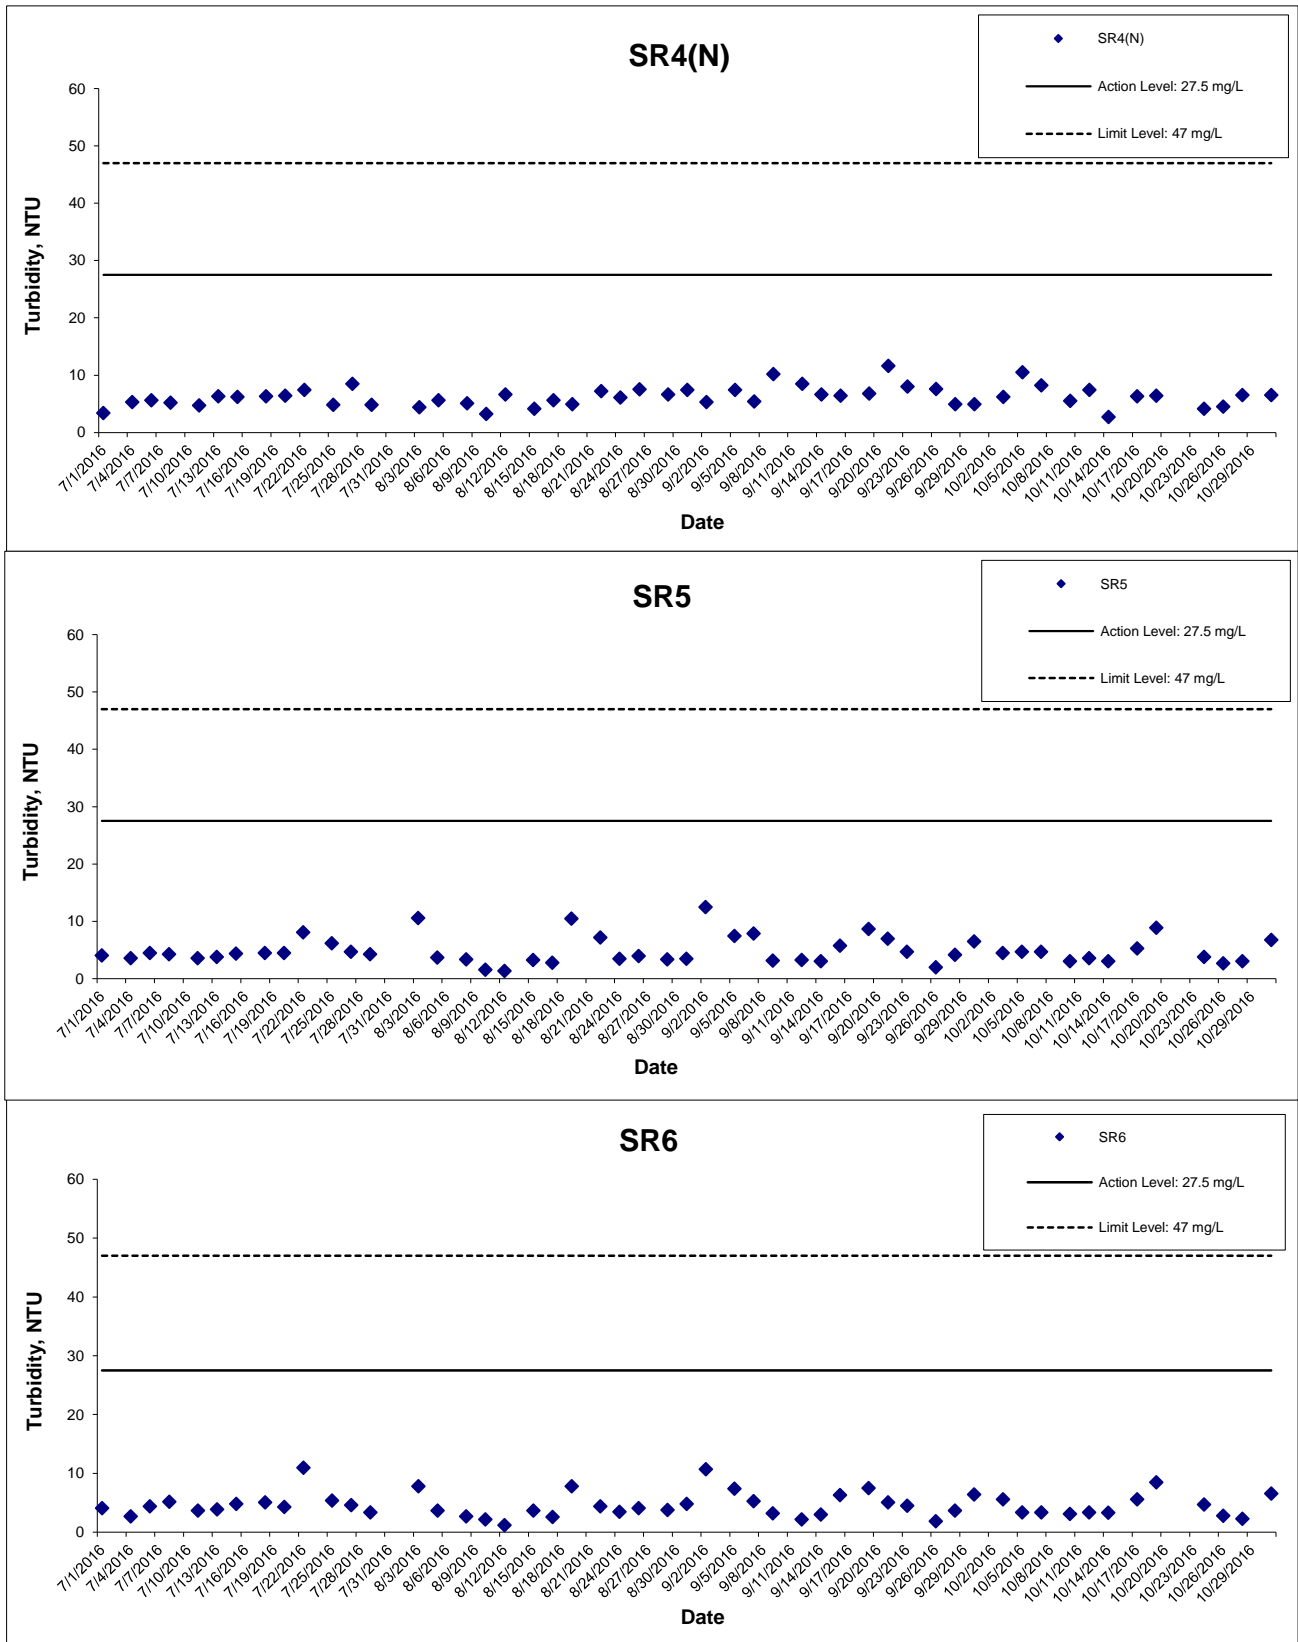 SR4(N)
SR4(N)
Action Level: 27.5 mg/L
Limit Level: 47 mg/L
Turbidity, NTU
60
50
40
30
20
10
0
7/1/2016 7/4/2016 7/7/2016 7/10/2016 7/13/2016 7/16/2016 7/19/2016 7/22/2016 7/25/2016 7/28/2016 7/31/2016 8/3/2016 8/6/2016 8/9/2016 8/12/2016 8/15/2016 8/18/2016 8/21/2016 8/24/2016 8/27/2016 8/30/2016 9/2/2016 9/5/2016 9/8/2016 9/11/2016 9/14/2016 9/17/2016 9/20/2016 9/23/2016 9/26/2016 9/29/2016 10/2/2016 10/5/2016 10/8/2016 10/11/2016 10/14/2016 10/17/2016 10/20/2016 10/23/2016 10/26/2016 10/29/2016
Date
SR5
SR5
Action Level: 27.5 mg/L
Limit Level: 47 mg/L
Turbidity, NTU
60
50
40
30
20
10
0
7/1/2016 7/4/2016 7/7/2016 7/10/2016 7/13/2016 7/16/2016 7/19/2016 7/22/2016 7/25/2016 7/28/2016 7/31/2016 8/3/2016 8/6/2016 8/9/2016 8/12/2016 8/15/2016 8/18/2016 8/21/2016 8/24/2016 8/27/2016 8/30/2016 9/2/2016 9/5/2016 9/8/2016 9/11/2016 9/14/2016 9/17/2016 9/20/2016 9/23/2016 9/26/2016 9/29/2016 10/2/2016 10/5/2016 10/8/2016 10/11/2016 10/14/2016 10/17/2016 10/20/2016 10/23/2016 10/26/2016 10/29/2016
Date
SR6
SR6
Action Level: 27.5 mg/L
Limit Level: 47 mg/L
Turbidity, NTU
60
50
40
30
20
10
0
7/1/2016 7/4/2016 7/7/2016 7/10/2016 7/13/2016 7/16/2016 7/19/2016 7/22/2016 7/25/2016 7/28/2016 7/31/2016 8/3/2016 8/6/2016 8/9/2016 8/12/2016 8/15/2016 8/18/2016 8/21/2016 8/24/2016 8/27/2016 8/30/2016 9/2/2016 9/5/2016 9/8/2016 9/11/2016 9/14/2016 9/17/2016 9/20/2016 9/23/2016 9/26/2016 9/29/2016 10/2/2016 10/5/2016 10/8/2016 10/11/2016 10/14/2016 10/17/2016 10/20/2016 10/23/2016 10/26/2016 10/29/2016
Date